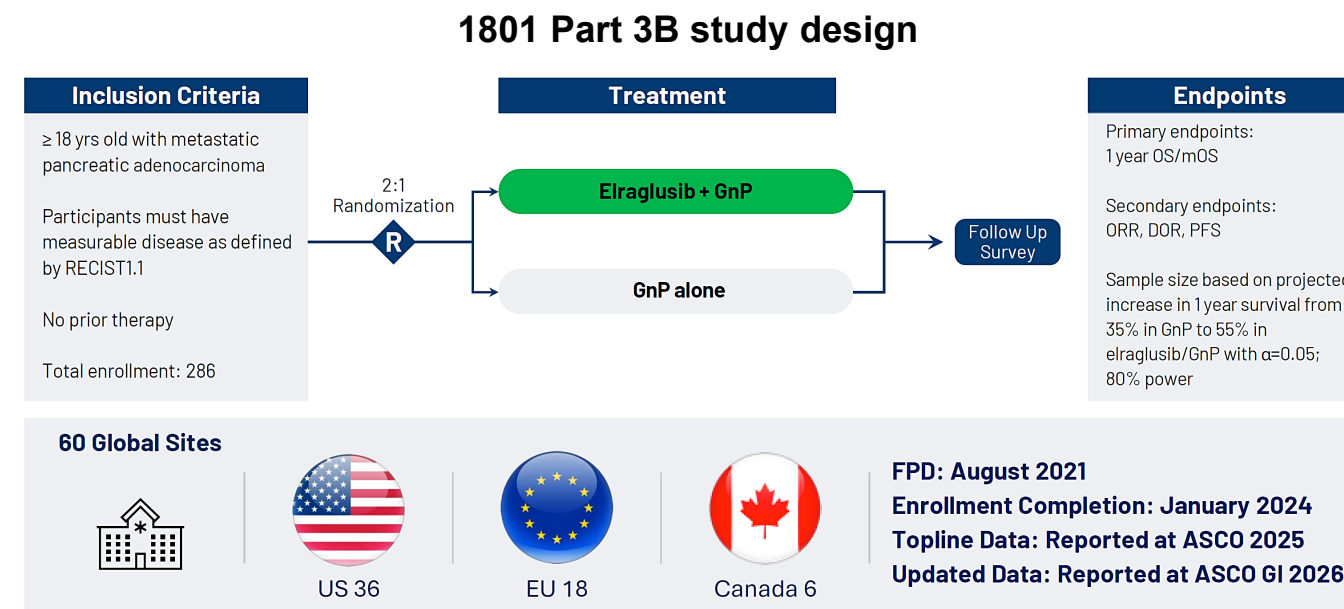 1801 Part 3B study design
Inclusion Criteria
≥ 18 yrs old with metastatic
pancreatic adenocarcinoma
Participants must have
measurable disease as defined
by RECIST1.1
No prior therapy
Total enrollment: 286
2:1
Randomization
R
Treatment
Elraglusib + GnP
GnP alone
Follow Up
Survey
Endpoints
Primary endpoints:
1 year OS/mOS
Secondary endpoints:
ORR, DOR, PFS
Sample size based on projected
increase in 1 year survival from
35% in GnP to 55% in
elraglusib/GnP with α=0.05;
80% power
60 Global Sites
US 36
EU 18
Canada 6
FPD: August 2021
Enrollment Completion: January 2024
Topline Data: Reported at ASCO 2025
Updated Data: Reported at ASCO GI 2026